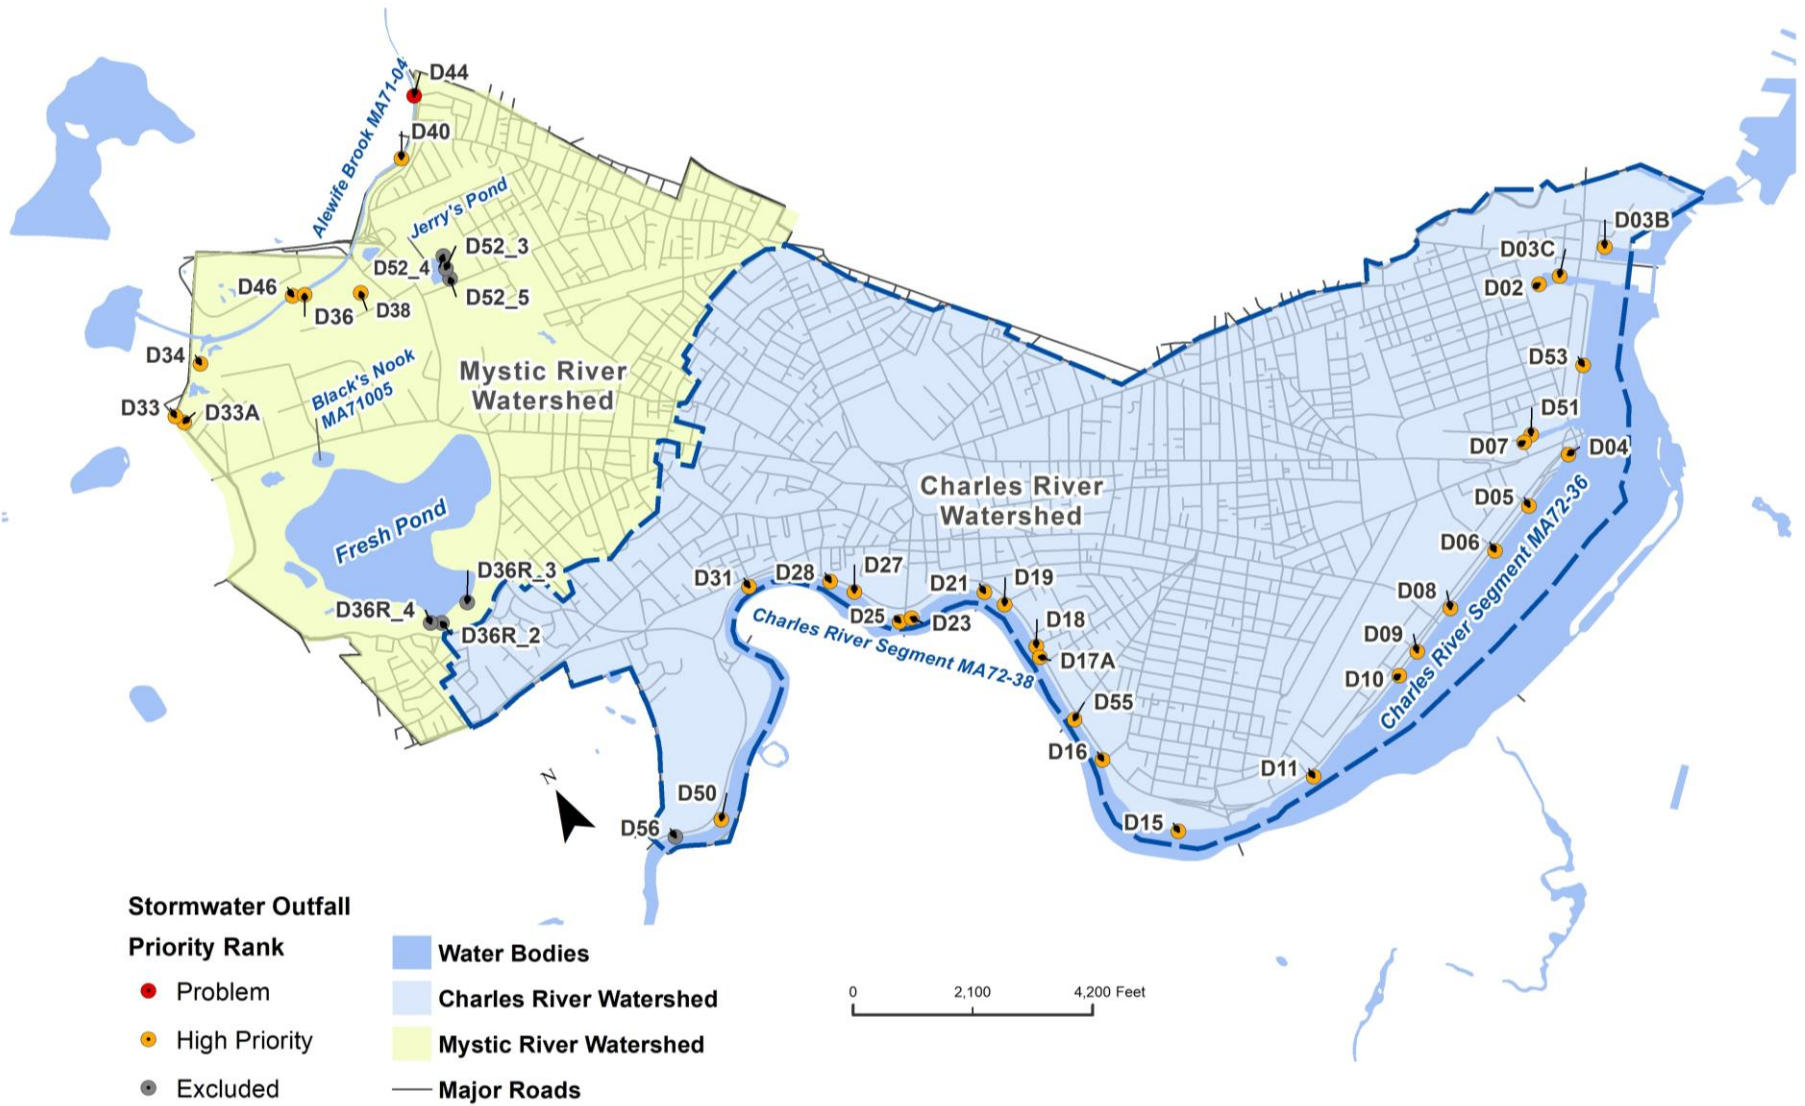 D44
D40
Alewife Brook MA71-04
Jerry's Pond
D52_3
D52_4
D52_5
D46
D36
D38
D34
D33
D33A
Black's Nook
MA71005
Mystic River
Watershed
Fresh Pond
D36R_3
D36R_4
D36R_2
Charles River
Watershed
D03B
D03C
D02
D53
D51
D07
D04
D05
D06
D08
D09
D10
D11
Charles River Segment MA72-36
D31
D28
D27
D25
D23
D21
D19
D18
D17A
D55
D16
D15
Charles River Segment MA72-38
D50
D56
N
Stormwater Outfall
Priority Rank
Problem
High Priority
Excluded
Water Bodies
Charles River Watershed
Mystic River Watershed
Major Roads
0 2,100 4,200 Feet